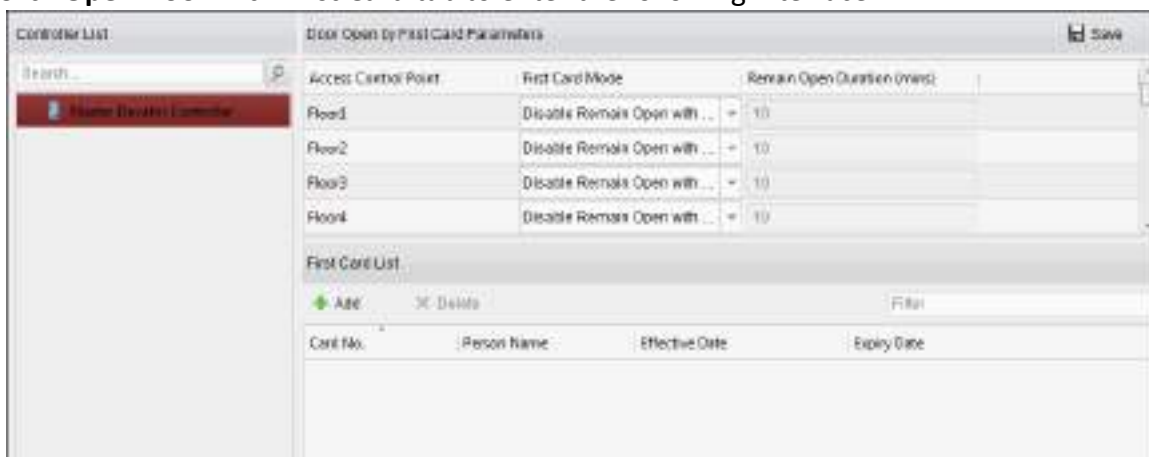 Controller List
Search...
Master Elevator Controller
Door Open by First Card Parameters
Save
Access Control Point First Card Mode Remain Open Duration (mins)
Floor1 Disable Remain Open with ... 10
Floor2 Disable Remain Open with ... 10
Floor3 Disable Remain Open with ... 10
Floor4 Disable Remain Open with ... 10
First Card List
Add Delete Filter
Card No. Person Name Effective Date Expiry Date